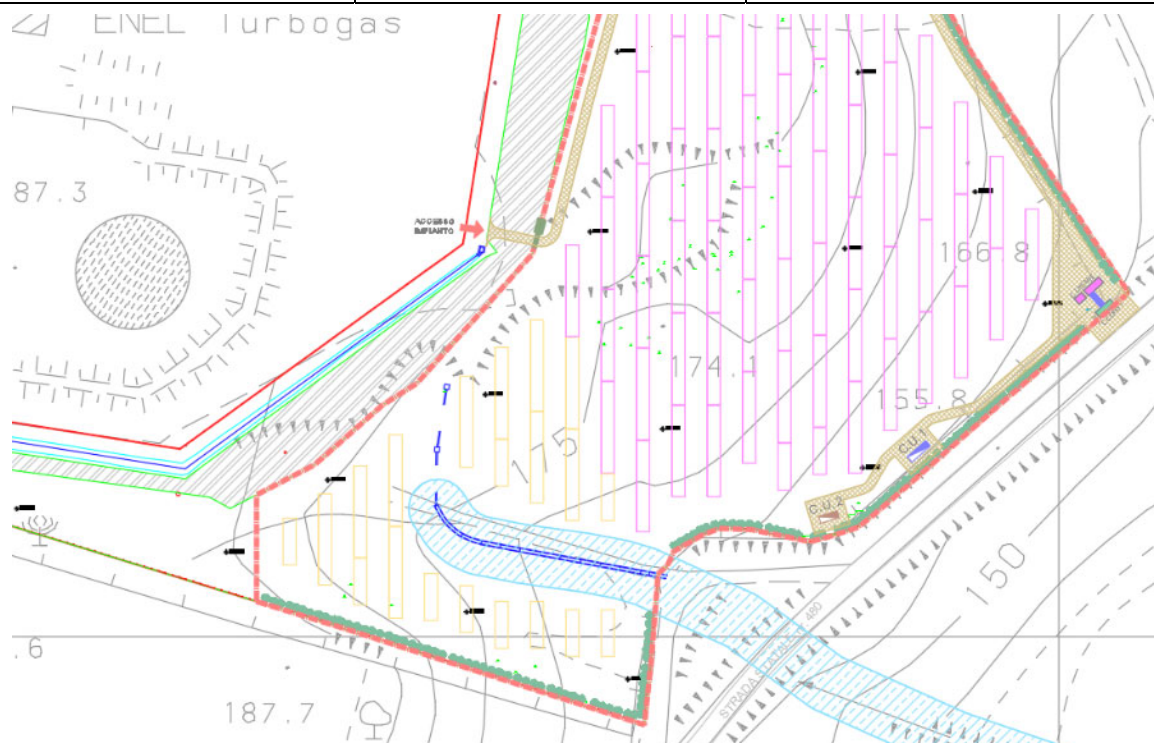 ENEL Turbogas
87.3
ACCESSO
IMPIANTO
166.8
174.1
155.8
175
C.U.1
C.U.2
150
STRADA STATALE
480
.6
187.7